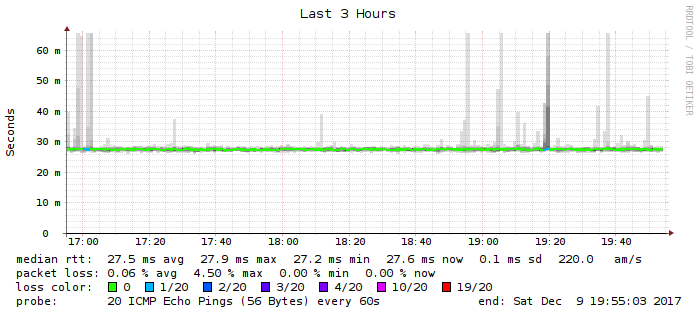 Last 3 Hours
RRDTOOL / TOBI OETIKER
Seconds
60 m
50 m
40 m
30 m
20 m
10 m
0
17:00 17:20 17:40 18:00 18:20 18:40 19:00 19:20 19:40
median rtt: 27.5 ms avg 27.9 ms max 27.2 ms min 27.6 ms now 0.1 ms sd 220.0 am/s
packet loss: 0.06 % avg 4.50 % max 0.00 % min 0.00 % now
loss color: 0 1/20 2/20 3/20 4/20 10/20 19/20
probe: 20 ICMP Echo Pings (56 Bytes) every 60s end: Sat Dec 9 19:55:03 2017